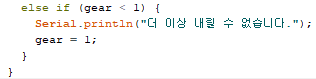 else if (gear < 1) {
Serial.println("더 이상 내릴 수 없습니다.");
gear = 1;
}
}